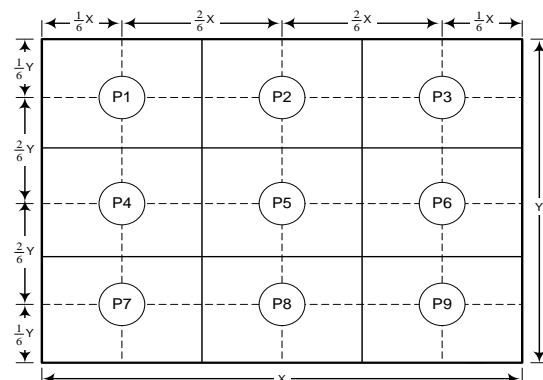 1/6 X 2/6 X 2/6 X 1/6 X
1/6 Y
P1 P2 P3
2/6 Y
P4 P5 P6
Y
2/6 Y
P7 P8 P9
1/6 Y
X